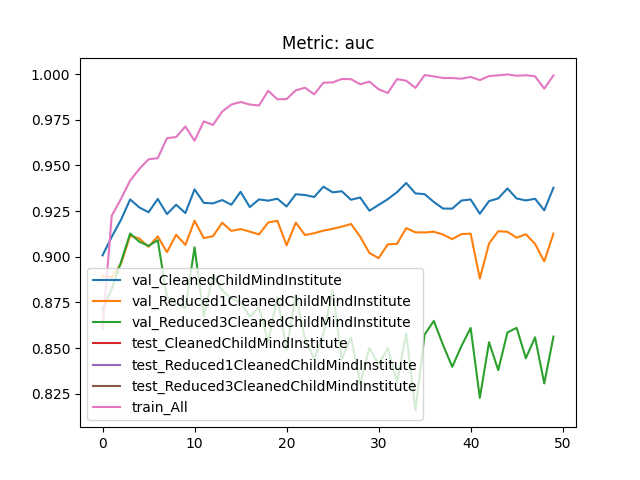 Metric: auc
1.000
0.975
0.950
0.925
0.900
0.875
0.850
0.825
val_CleanedChildMindInstitute
val_Reduced1CleanedChildMindInstitute
val_Reduced3CleanedChildMindInstitute
test_CleanedChildMindInstitute
test_Reduced1CleanedChildMindInstitute
test_Reduced3CleanedChildMindInstitute
train_All
0 10 20 30 40 50